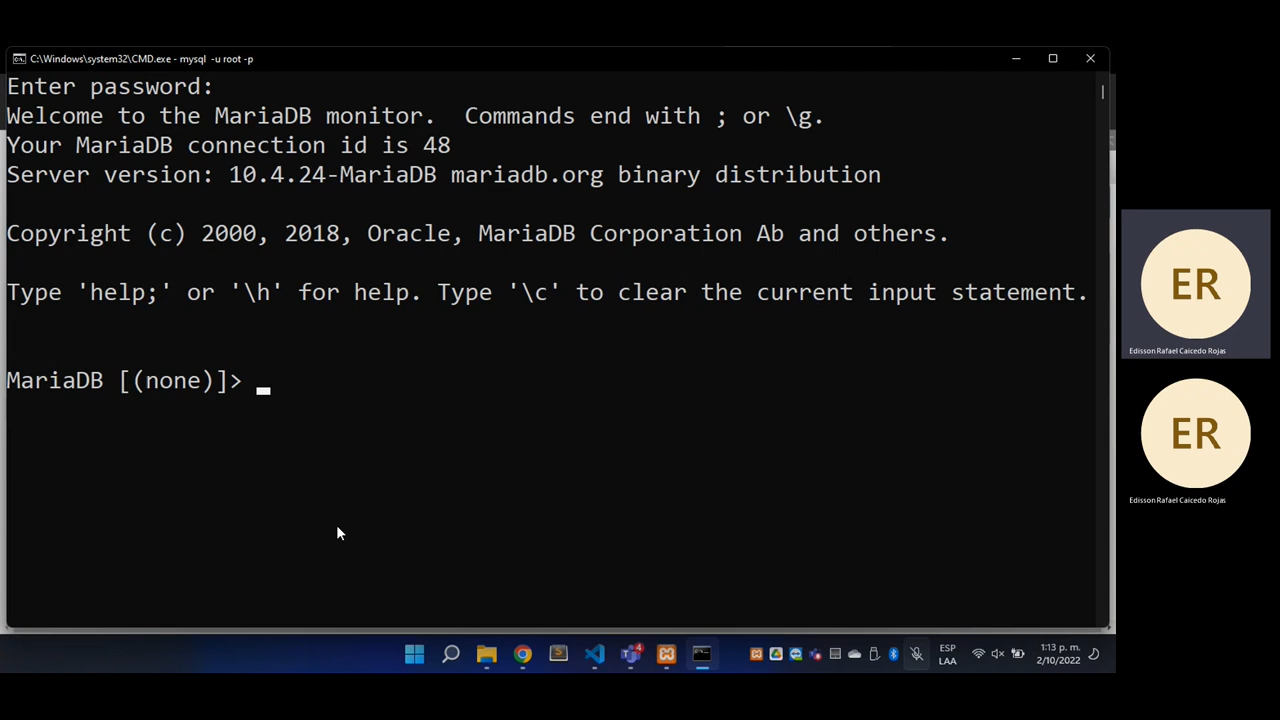 C:\Windows\system32\CMD.exe - mysql -u root -p
Enter password:
Welcome to the MariaDB monitor.  Commands end with ; or \g.
Your MariaDB connection id is 48
Server version: 10.4.24-MariaDB mariadb.org binary distribution
Copyright (c) 2000, 2018, Oracle, MariaDB Corporation Ab and others.
Type 'help;' or '\h' for help. Type '\c' to clear the current input statement.
MariaDB [(none)]>
ER
Edisson Rafael Caicedo Rojas
ER
Edisson Rafael Caicedo Rojas
4
ESP
LAA
1:13 p. m.
2/10/2022